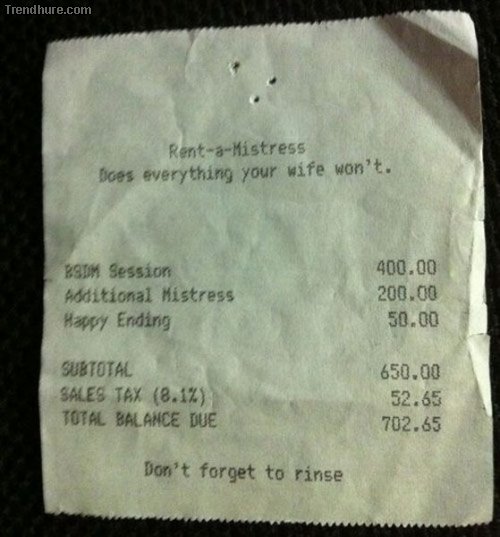 Trendhure.com
Rent-a-Mistress
Does everything your wife won't.
BSDM Session 400.00
Additional Mistress 200.00
Happy Ending 50.00
SUBTOTAL 650.00
SALES TAX (8.1%) 52.65
TOTAL BALANCE DUE 702.65
Don't forget to rinse